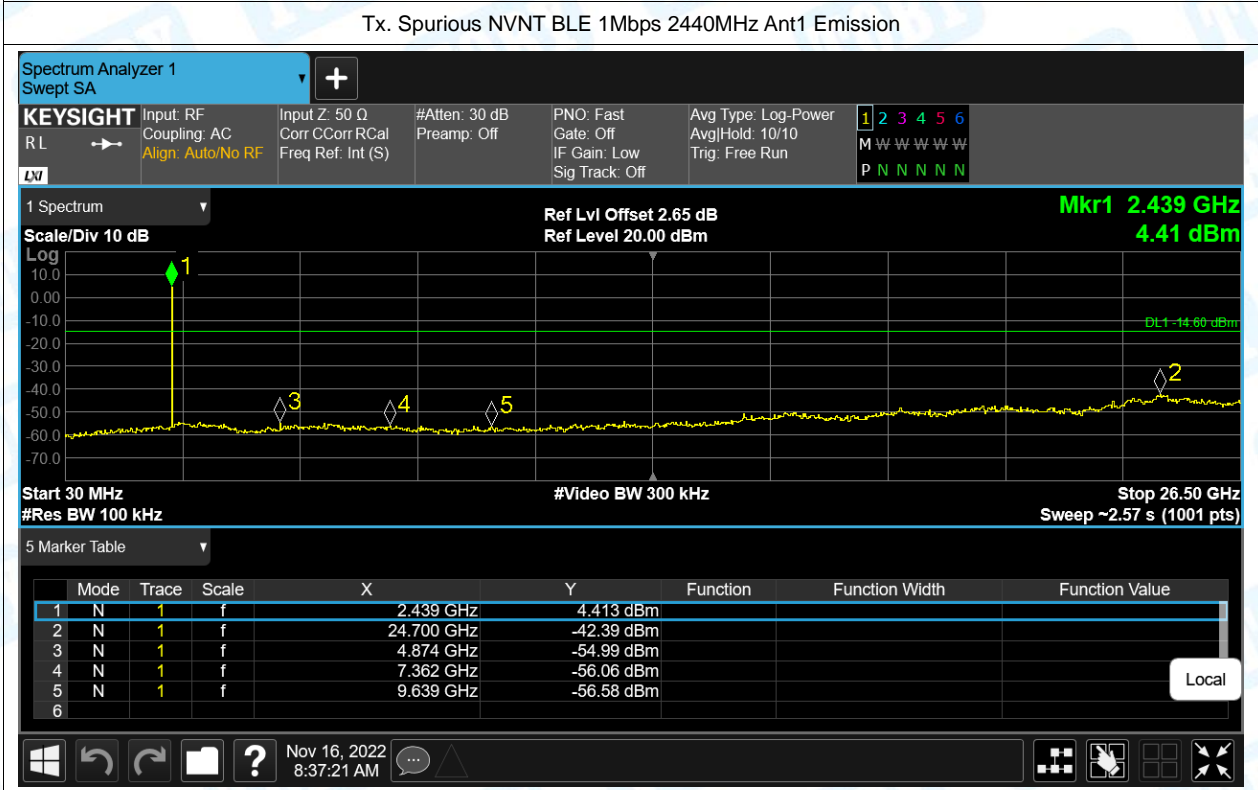 Tx. Spurious NVNT BLE 1Mbps 2440MHz Ant1 Emission
Spectrum Analyzer 1
Swept SA
KEYSIGHT
RL
LXI
Input: RF
Coupling: AC
Align: Auto/No RF
Input Z: 50 Ω
Corr CCorr RCal
Freq Ref: Int (S)
#Atten: 30 dB
Preamp: Off
PNO: Fast
Gate: Off
IF Gain: Low
Sig Track: Off
Avg Type: Log-Power
Avg|Hold: 10/10
Trig: Free Run
1 2 3 4 5 6
M W W W W W
P N N N N N
1 Spectrum
Scale/Div 10 dB
Ref Lvl Offset 2.65 dB
Ref Level 20.00 dBm
Mkr1 2.439 GHz
4.41 dBm
Log
10.0
0.00
-10.0
-20.0
-30.0
-40.0
-50.0
-60.0
-70.0
1
DL1 -14.60 dBm
2
3
4
5
Start 30 MHz
#Res BW 100 kHz
#Video BW 300 kHz
Stop 26.50 GHz
Sweep ~2.57 s (1001 pts)
5 Marker Table
Mode Trace Scale X Y Function Function Width Function Value
1 N 1 f 2.439 GHz 4.413 dBm
2 N 1 f 24.700 GHz -42.39 dBm
3 N 1 f 4.874 GHz -54.99 dBm
4 N 1 f 7.362 GHz -56.06 dBm
5 N 1 f 9.639 GHz -56.58 dBm
6
Local
?
Nov 16, 2022
8:37:21 AM